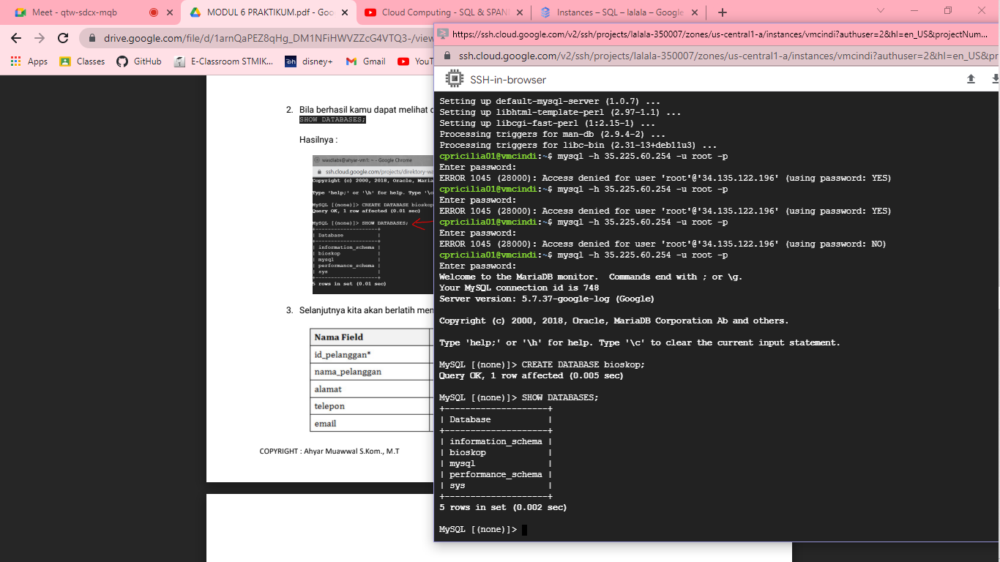 Meet - qtw-sdcx-mqb
MODUL 6 PRAKTIKUM.pdf - Goo
Cloud Computing - SQL & SPAN
Instances – SQL – lalala – Google
drive.google.com/file/d/1arnQaPEZ8qHg_DM1NFiHWVZZcG4VTQ3-/view
Apps
Classes
GitHub
E-Classroom STMIK...
disney+
Gmail
YouT
https://ssh.cloud.google.com/v2/ssh/projects/lalala-350007/zones/us-central1-a/instances/vmcindi?authuser=2&hl=en_US&projectNum...
ssh.cloud.google.com/v2/ssh/projects/lalala-350007/zones/us-central1-a/instances/vmcindi?authuser=2&hl=en_US&pr
SSH-in-browser
2. Bila berhasil kamu dapat melihat d
SHOW DATABASES;
Hasilnya :
wasdlabs@ahyar-vm1: ~ - Google Chrome
ssh.cloud.google.com/projects/direktory-wa
Copyright (c) 2000, 2018, Oracle, Maria
Type 'help;' or '\h' for help. Type '\c
MySQL [(none)]> CREATE DATABASE bioskop
Query OK, 1 row affected (0.01 sec)
MySQL [(none)]> SHOW DATABASES;
+--------------------+
| Database |
+--------------------+
| information_schema |
| bioskop |
| mysql |
| performance_schema |
| sys |
+--------------------+
5 rows in set (0.01 sec)
3. Selanjutnya kita akan berlatih men
Nama Field
id_pelanggan*
nama_pelanggan
alamat
telepon
email
COPYRIGHT : Ahyar Muawwal S.Kom., M.T
Setting up default-mysql-server (1.0.7) ...
Setting up libhtml-template-perl (2.97-1.1) ...
Setting up libcgi-fast-perl (1:2.15-1) ...
Processing triggers for man-db (2.9.4-2) ...
Processing triggers for libc-bin (2.31-13+deb11u3) ...
cpricilia01@vmcindi:~$ mysql -h 35.225.60.254 -u root -p
Enter password:
ERROR 1045 (28000): Access denied for user 'root'@'34.135.122.196' (using password: YES)
cpricilia01@vmcindi:~$ mysql -h 35.225.60.254 -u root -p
Enter password:
ERROR 1045 (28000): Access denied for user 'root'@'34.135.122.196' (using password: YES)
cpricilia01@vmcindi:~$ mysql -h 35.225.60.254 -u root -p
Enter password:
ERROR 1045 (28000): Access denied for user 'root'@'34.135.122.196' (using password: NO)
cpricilia01@vmcindi:~$ mysql -h 35.225.60.254 -u root -p
Enter password:
Welcome to the MariaDB monitor.  Commands end with ; or \g.
Your MySQL connection id is 748
Server version: 5.7.37-google-log (Google)
Copyright (c) 2000, 2018, Oracle, MariaDB Corporation Ab and others.
Type 'help;' or '\h' for help. Type '\c' to clear the current input statement.
MySQL [(none)]> CREATE DATABASE bioskop;
Query OK, 1 row affected (0.005 sec)
MySQL [(none)]> SHOW DATABASES;
+--------------------+
| Database           |
+--------------------+
| information_schema |
| bioskop            |
| mysql              |
| performance_schema |
| sys                |
+--------------------+
5 rows in set (0.002 sec)
MySQL [(none)]>